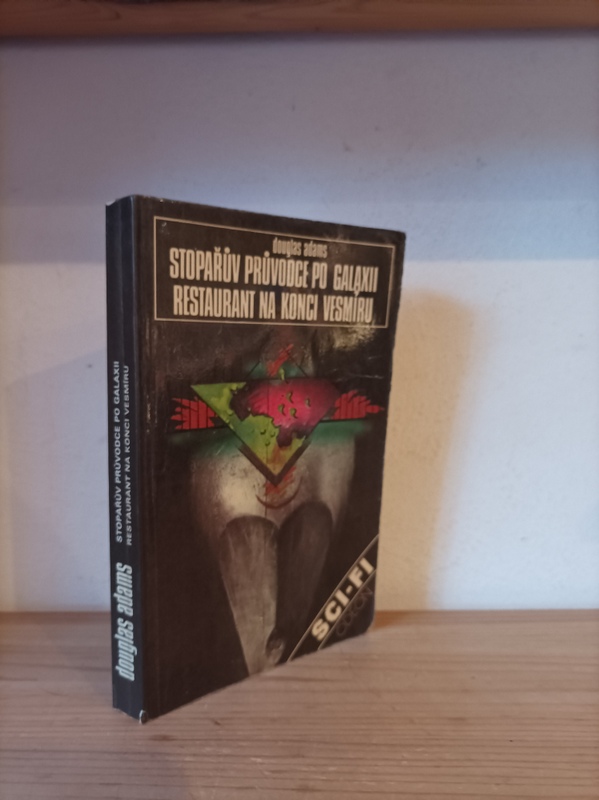 douglas adams
STOPAŘŮV PRŮVODCE PO GALAXII
RESTAURANT NA KONCI VESMÍRU
SCI-FI
ODEON
douglas adams
STOPAŘŮV PRŮVODCE PO GALAXII
RESTAURANT NA KONCI VESMÍRU